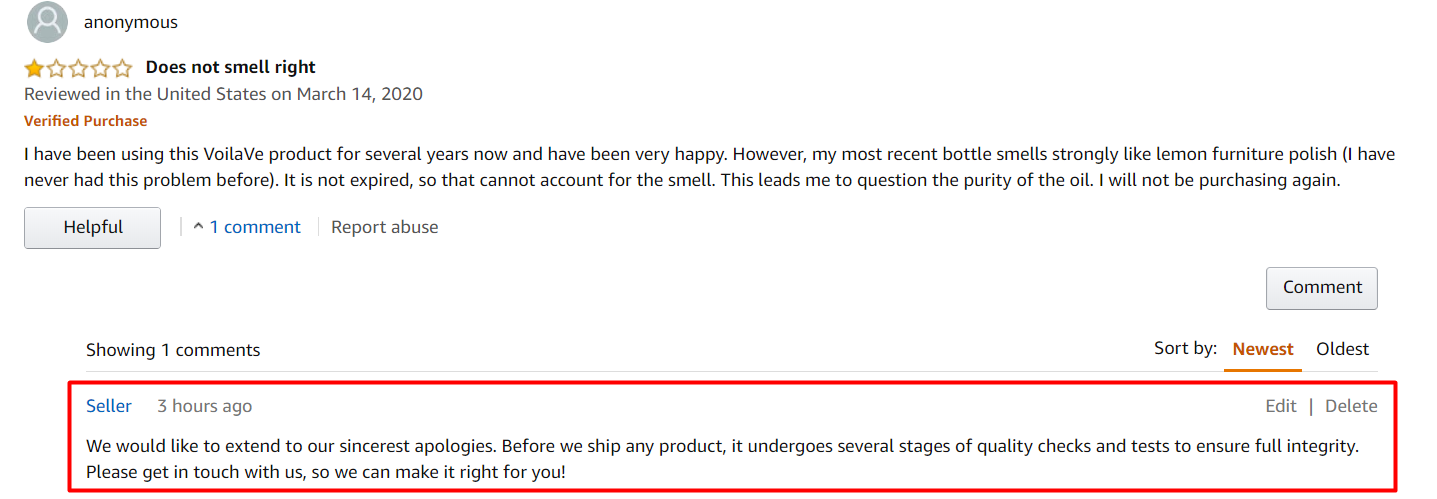 anonymous
Does not smell right
Reviewed in the United States on March 14, 2020
Verified Purchase
I have been using this VoilaVe product for several years now and have been very happy. However, my most recent bottle smells strongly like lemon furniture polish (I have
never had this problem before). It is not expired, so that cannot account for the smell. This leads me to question the purity of the oil. I will not be purchasing again.
Helpful | ^ 1 comment | Report abuse
Comment
Showing 1 comments Sort by: Newest Oldest
Seller 3 hours ago Edit | Delete
We would like to extend to our sincerest apologies. Before we ship any product, it undergoes several stages of quality checks and tests to ensure full integrity.
Please get in touch with us, so we can make it right for you!